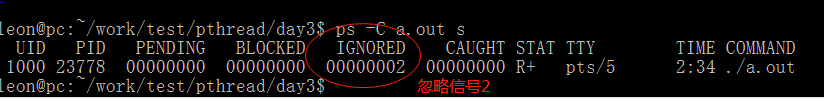 leon@pc:~/work/test/pthread/day3$ ps -C a.out s
UID PID PENDING BLOCKED IGNORED CAUGHT STAT TTY TIME COMMAND
1000 23778 00000000 00000000 00000002 00000000 R+ pts/5 2:34 ./a.out
leon@pc:~/work/test/pthread/day3$ 忽略信号2